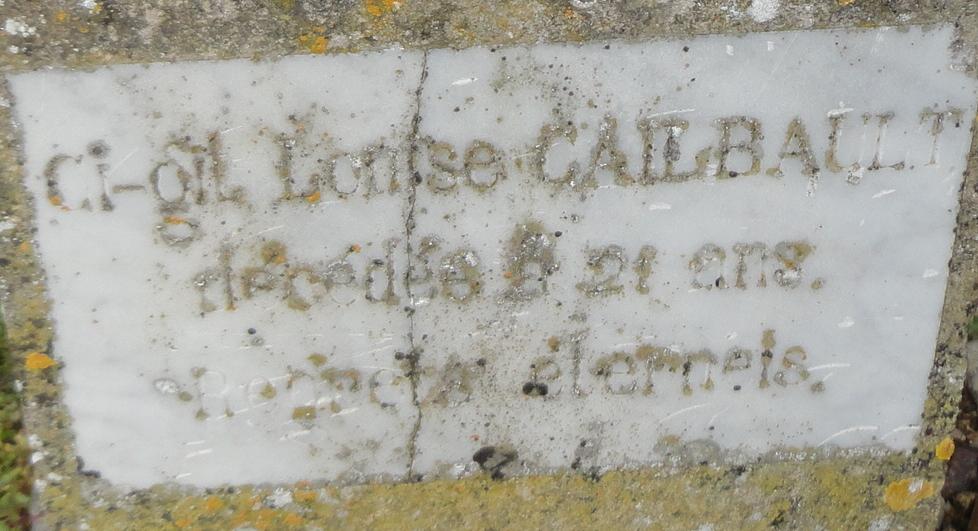 Ci-gît Louise CAILBAULT
décédée à 21 ans.
Regrets éternels.